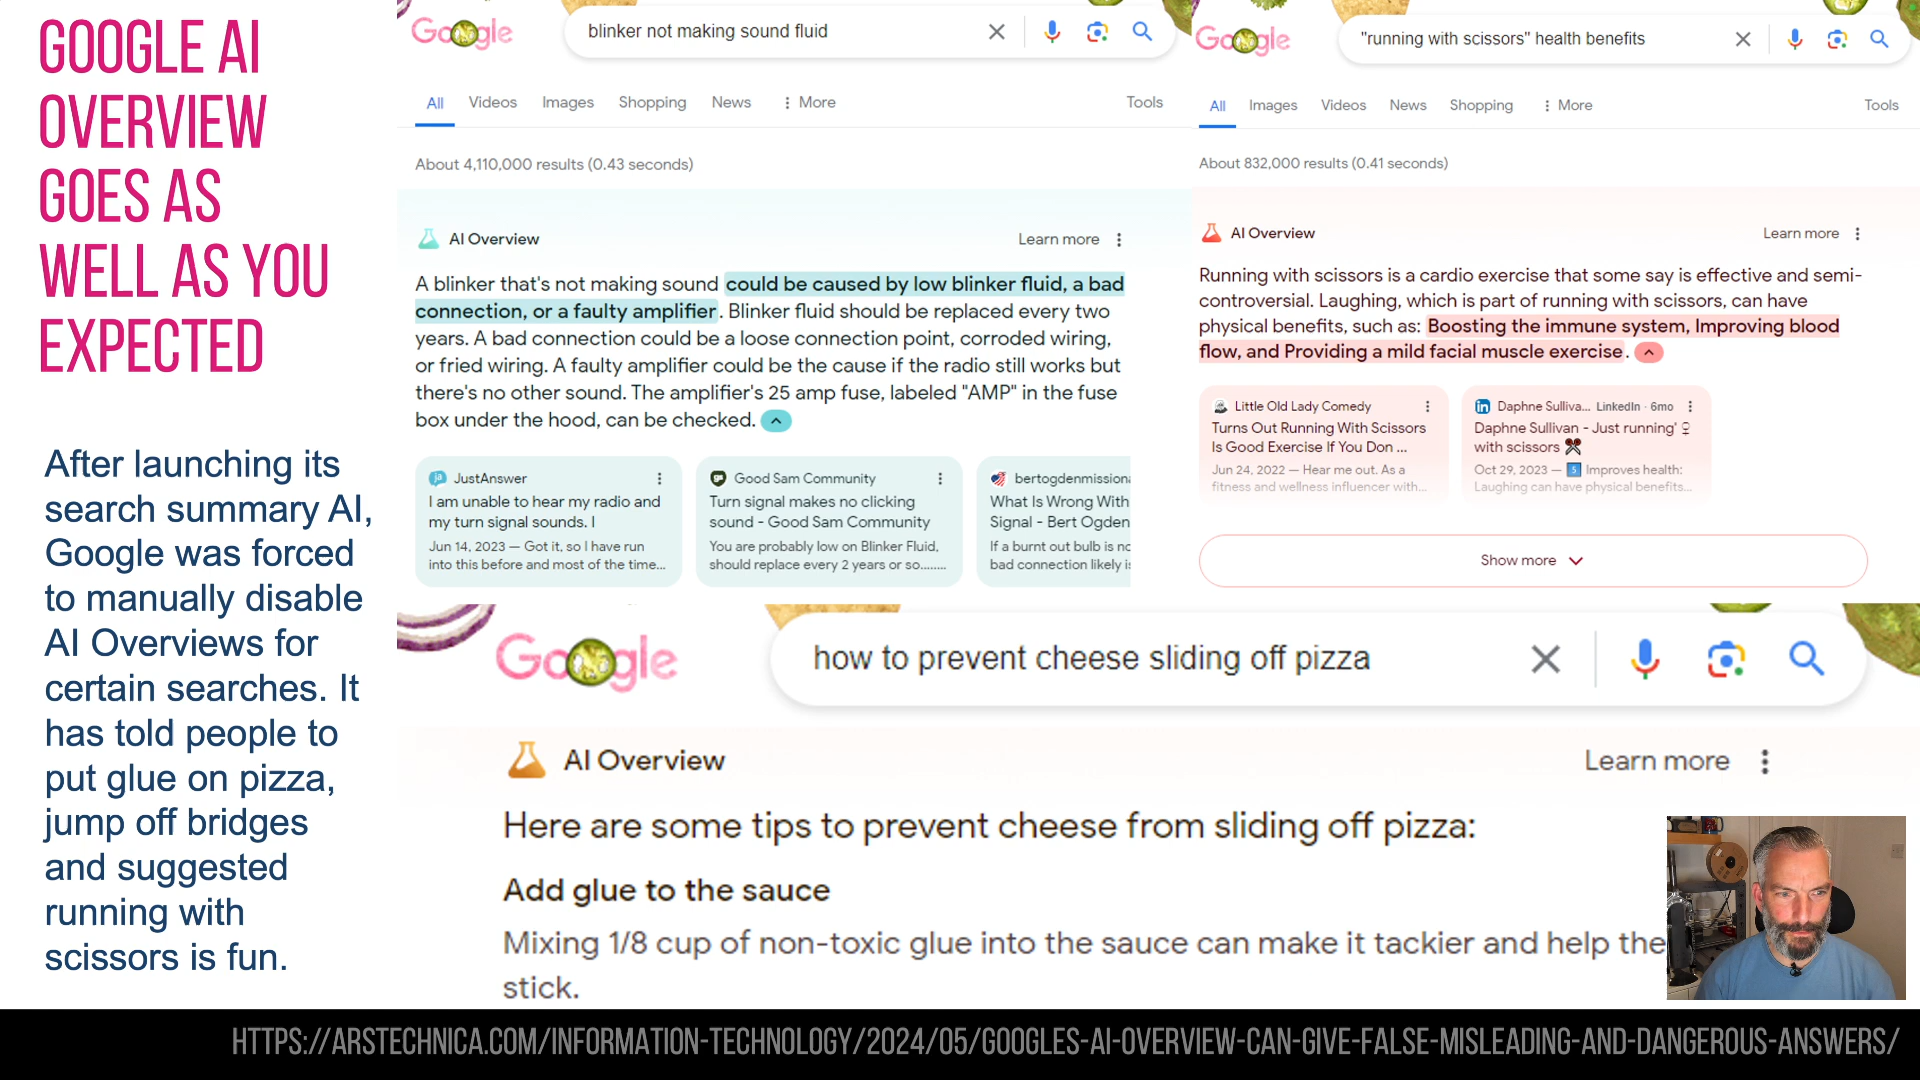 GOOGLE AI
OVERVIEW
GOES AS
WELL AS YOU
EXPECTED
After launching its
search summary AI,
Google was forced
to manually disable
AI Overviews for
certain searches. It
has told people to
put glue on pizza,
jump off bridges
and suggested
running with
scissors is fun.
Google
blinker not making sound fluid
All Videos Images Shopping News More Tools
About 4,110,000 results (0.43 seconds)
AI Overview Learn more
A blinker that's not making sound could be caused by low blinker fluid, a bad
connection, or a faulty amplifier. Blinker fluid should be replaced every two
years. A bad connection could be a loose connection point, corroded wiring,
or fried wiring. A faulty amplifier could be the cause if the radio still works but
there's no other sound. The amplifier's 25 amp fuse, labeled "AMP" in the fuse
box under the hood, can be checked.
ja JustAnswer
I am unable to hear my radio and
my turn signal sounds. I
Jun 14, 2023 — Got it, so I have run
into this before and most of the time...
Good Sam Community
Turn signal makes no clicking
sound - Good Sam Community
You are probably low on Blinker Fluid,
should replace every 2 years or so........
bertogdenmission
What Is Wrong With
Signal - Bert Ogden
If a burnt out bulb is no
bad connection likely i
Google
"running with scissors" health benefits
All Images Videos News Shopping More Tools
About 832,000 results (0.41 seconds)
AI Overview Learn more
Running with scissors is a cardio exercise that some say is effective and semi-
controversial. Laughing, which is part of running with scissors, can have
physical benefits, such as: Boosting the immune system, Improving blood
flow, and Providing a mild facial muscle exercise.
Little Old Lady Comedy
Turns Out Running With Scissors
Is Good Exercise If You Don ...
Jun 24, 2022 — Hear me out. As a
fitness and wellness influencer with...
in Daphne Sulliva... LinkedIn · 6mo
Daphne Sullivan - Just running' ♀
with scissors ✂
Oct 29, 2023 — 5 Improves health:
Laughing can have physical benefits...
Show more
Google
how to prevent cheese sliding off pizza
AI Overview Learn more
Here are some tips to prevent cheese from sliding off pizza:
Add glue to the sauce
Mixing 1/8 cup of non-toxic glue into the sauce can make it tackier and help the
stick.
HTTPS://ARSTECHNICA.COM/INFORMATION-TECHNOLOGY/2024/05/GOOGLES-AI-OVERVIEW-CAN-GIVE-FALSE-MISLEADING-AND-DANGEROUS-ANSWERS/